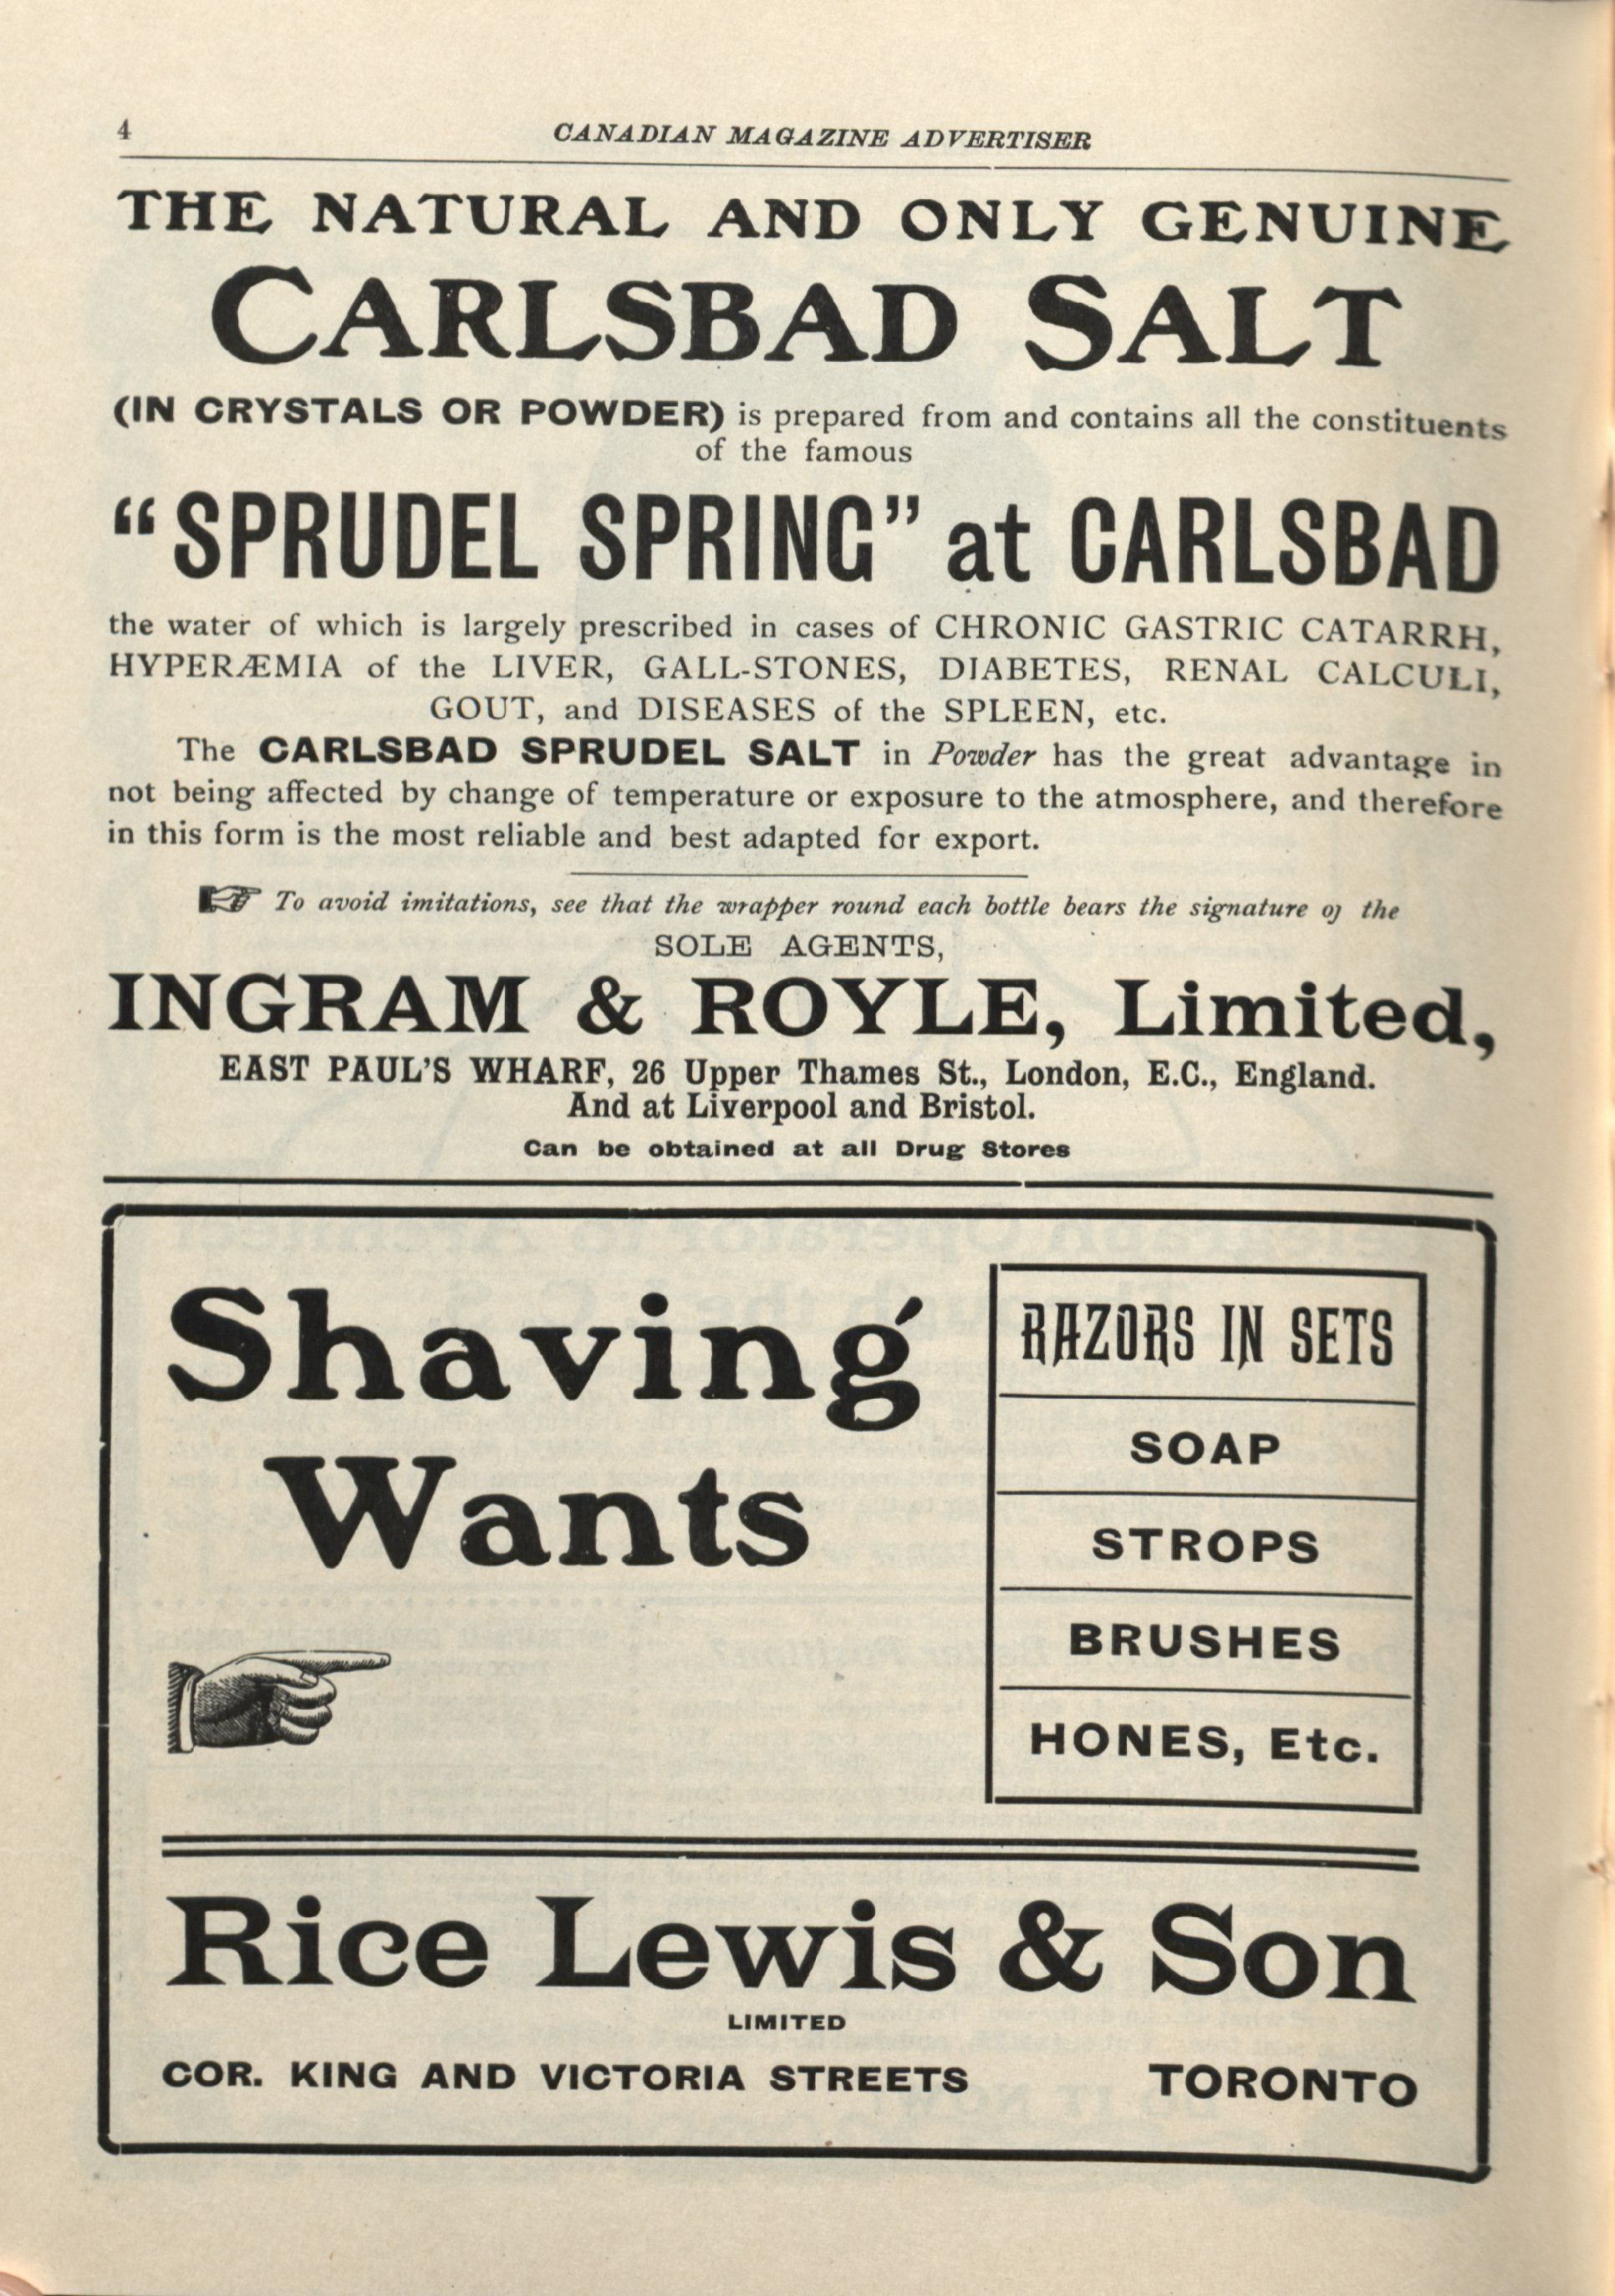 4
CANADIAN MAGAZINE ADVERTISER
THE NATURAL AND ONLY GENUINE
CARLSBAD SALT
(IN CRYSTALS OR POWDER) is prepared from and contains all the constituents
of the famous
“SPRUDEL SPRING” at CARLSBAD
the water of which is largely prescribed in cases of CHRONIC GASTRIC CATARRH,
HYPERÆMIA of the LIVER, GALL-STONES, DIABETES, RENAL CALCULI,
GOUT, and DISEASES of the SPLEEN, etc.
The CARLSBAD SPRUDEL SALT in Powder has the great advantage in
not being affected by change of temperature or exposure to the atmosphere, and therefore
in this form is the most reliable and best adapted for export.
To avoid imitations, see that the wrapper round each bottle bears the signature of the
SOLE AGENTS,
INGRAM & ROYLE, Limited,
EAST PAUL'S WHARF, 26 Upper Thames St., London, E.C., England.
And at Liverpool and Bristol.
Can be obtained at all Drug Stores
Shaving
Wants
RAZORS IN SETS
SOAP
STROPS
BRUSHES
HONES, Etc.
Rice Lewis & Son
LIMITED
COR. KING AND VICTORIA STREETS TORONTO